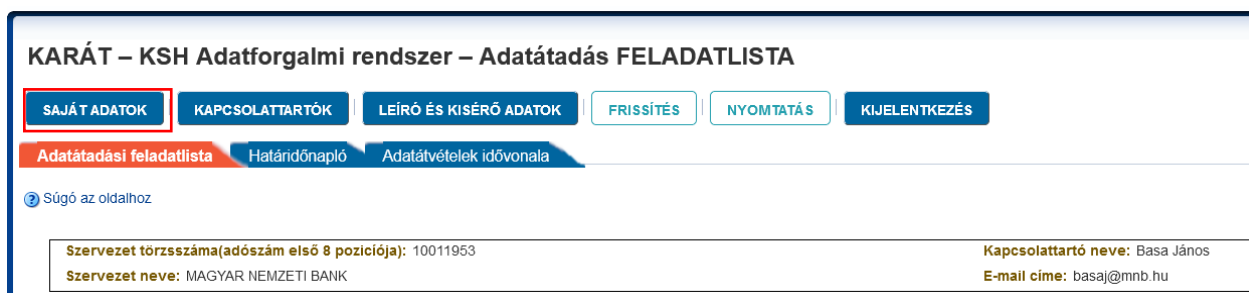 KARÁT – KSH Adatforgalmi rendszer – Adatátadás FELADATLISTA
SAJÁT ADATOK KAPCSOLATTARTÓK LEÍRÓ ÉS KISÉRŐ ADATOK FRISSÍTÉS NYOMTATÁS KIJELENTKEZÉS
Adatátadási feladatlista Határidőnapló Adatátvételek idővonala
? Súgó az oldalhoz
Szervezet törzsszáma(adószám első 8 poziciója): 10011953 Kapcsolattartó neve: Basa János
Szervezet neve: MAGYAR NEMZETI BANK E-mail címe: basaj@mnb.hu